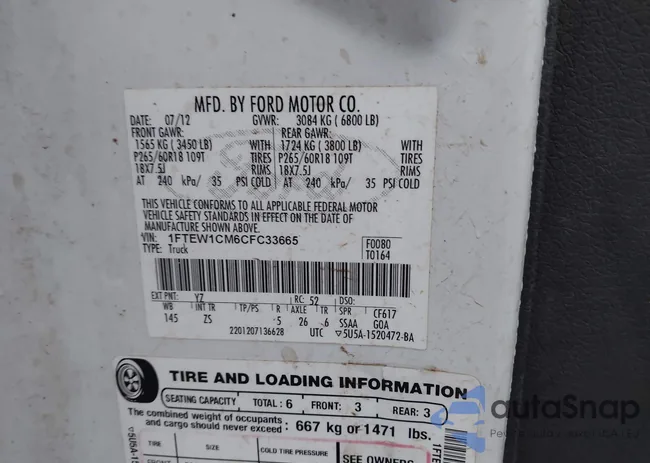 MFD. BY FORD MOTOR CO.
DATE: 07/12 GVWR: 3084 KG ( 6800 LB)
FRONT GAWR: REAR GAWR:
1565 KG ( 3450 LB) WITH 1724 KG ( 3800 LB) WITH
P265/60R18 109T TIRES P265/60R18 109T TIRES
18X7.5J RIMS 18X7.5J RIMS
AT 240 kPa/ 35 PSI COLD AT 240 kPa/ 35 PSI COLD
THIS VEHICLE CONFORMS TO ALL APPLICABLE FEDERAL MOTOR
VEHICLE SAFETY STANDARDS IN EFFECT ON THE DATE OF
MANUFACTURE SHOWN ABOVE.
VIN: 1FTEW1CM6CFC33665 F0080
TYPE: Truck T0164
EXT PNT: YZ RC: 52 DSO:
WB INT TR TP/PS R AXLE TR SPR CF617
145 ZS 5 26 6 SSAA GOA
2201207136628 UTC ▽5U5A-1520472-BA
TIRE AND LOADING INFORMATION
SEATING CAPACITY TOTAL: 6 FRONT: 3 REAR: 3
The combined weight of occupants
and cargo should never exceed : 667 kg or 1471 lbs.
TIRE SIZE COLD TIRE PRESSURE SEE OWNERS
autoSnap